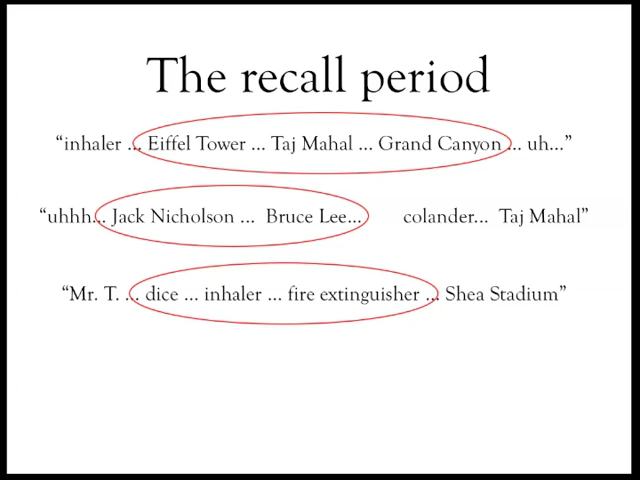 The recall period
“inhaler ... Eiffel Tower ... Taj Mahal ... Grand Canyon ... uh...”
“uhhh... Jack Nicholson ... Bruce Lee... colander... Taj Mahal”
“Mr. T. ... dice ... inhaler ... fire extinguisher ... Shea Stadium”